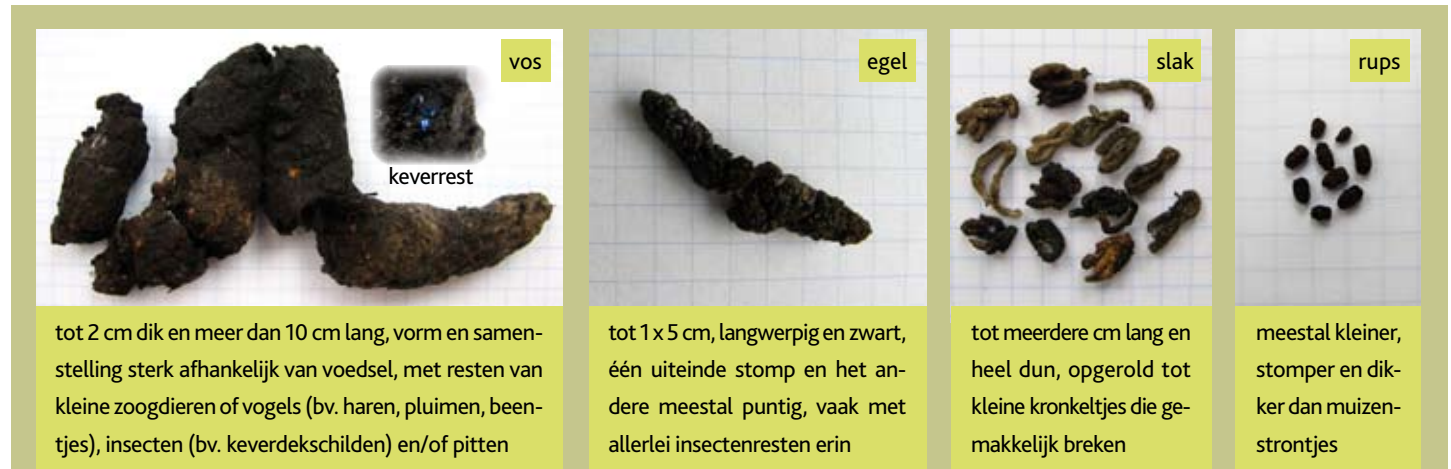 vos
keverrest
tot 2 cm dik en meer dan 10 cm lang, vorm en samen-
stelling sterk afhankelijk van voedsel, met resten van
kleine zoogdieren of vogels (bv. haren, pluimen, been-
tjes), insecten (bv. keverdekschilden) en/of pitten
egel
tot 1 x 5 cm, langwerpig en zwart,
één uiteinde stomp en het an-
dere meestal puntig, vaak met
allerlei insectenresten erin
slak
tot meerdere cm lang en
heel dun, opgerold tot
kleine kronkeltjes die ge-
makkelijk breken
rups
meestal kleiner,
stomper en dik-
ker dan muizen-
strontjes